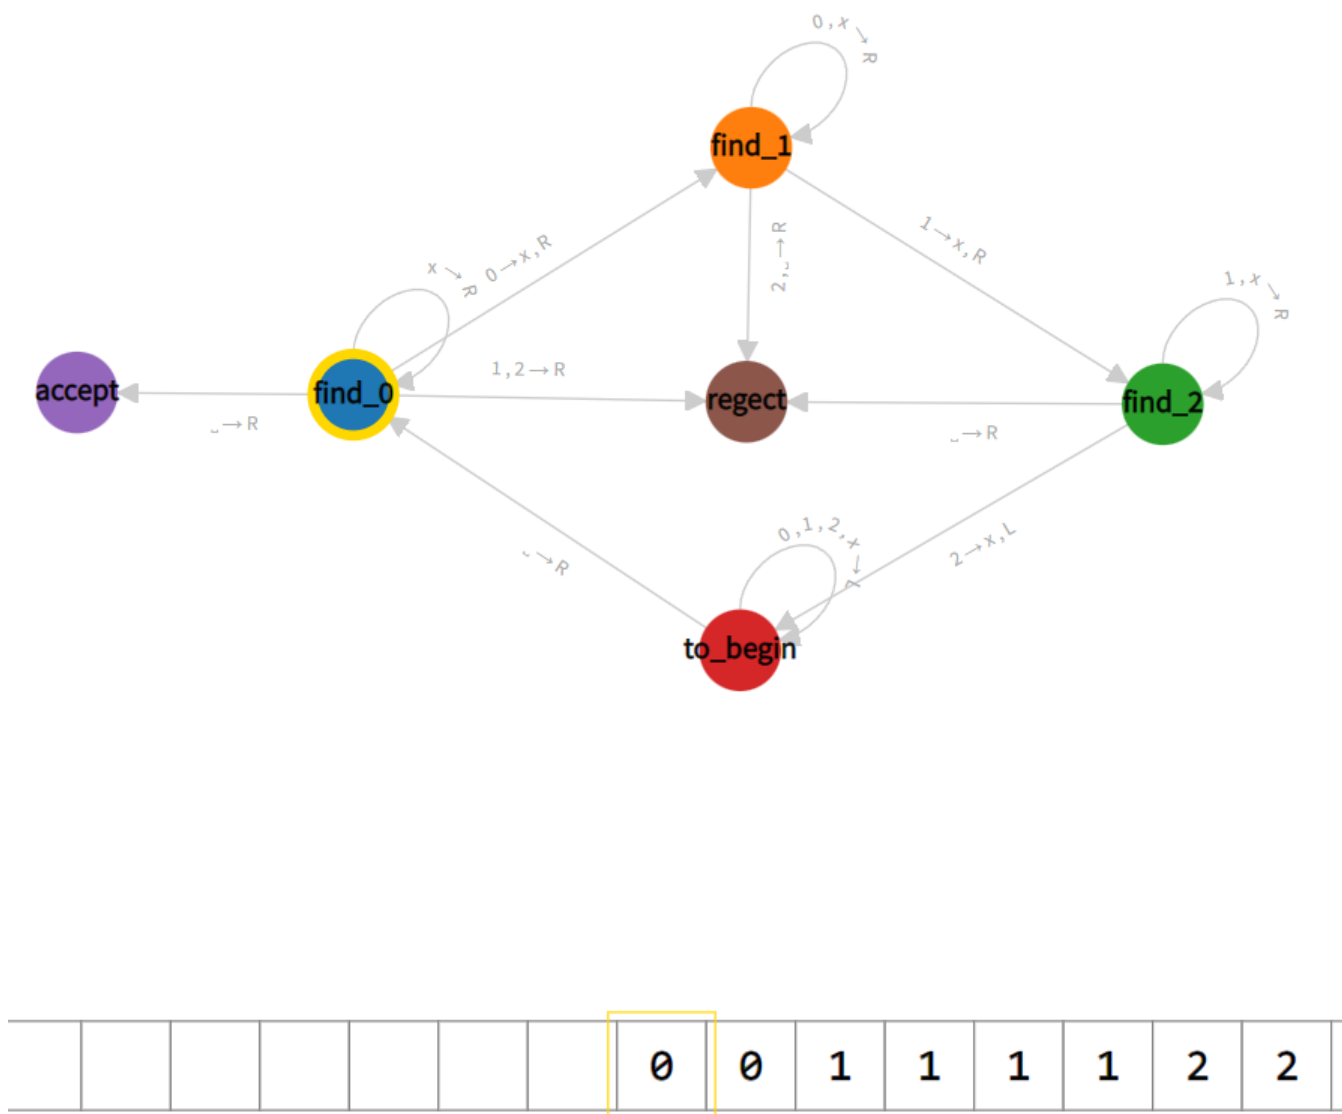 0,x→R
find_1
0→x,R
2,␣→R
1→x,R
x→R
1,x→R
accept
find_0
1,2→R
regect
find_2
␣→R
␣→R
0,1,2,x→L
2→x,L
␣→R
to_begin
0 0 1 1 1 1 2 2